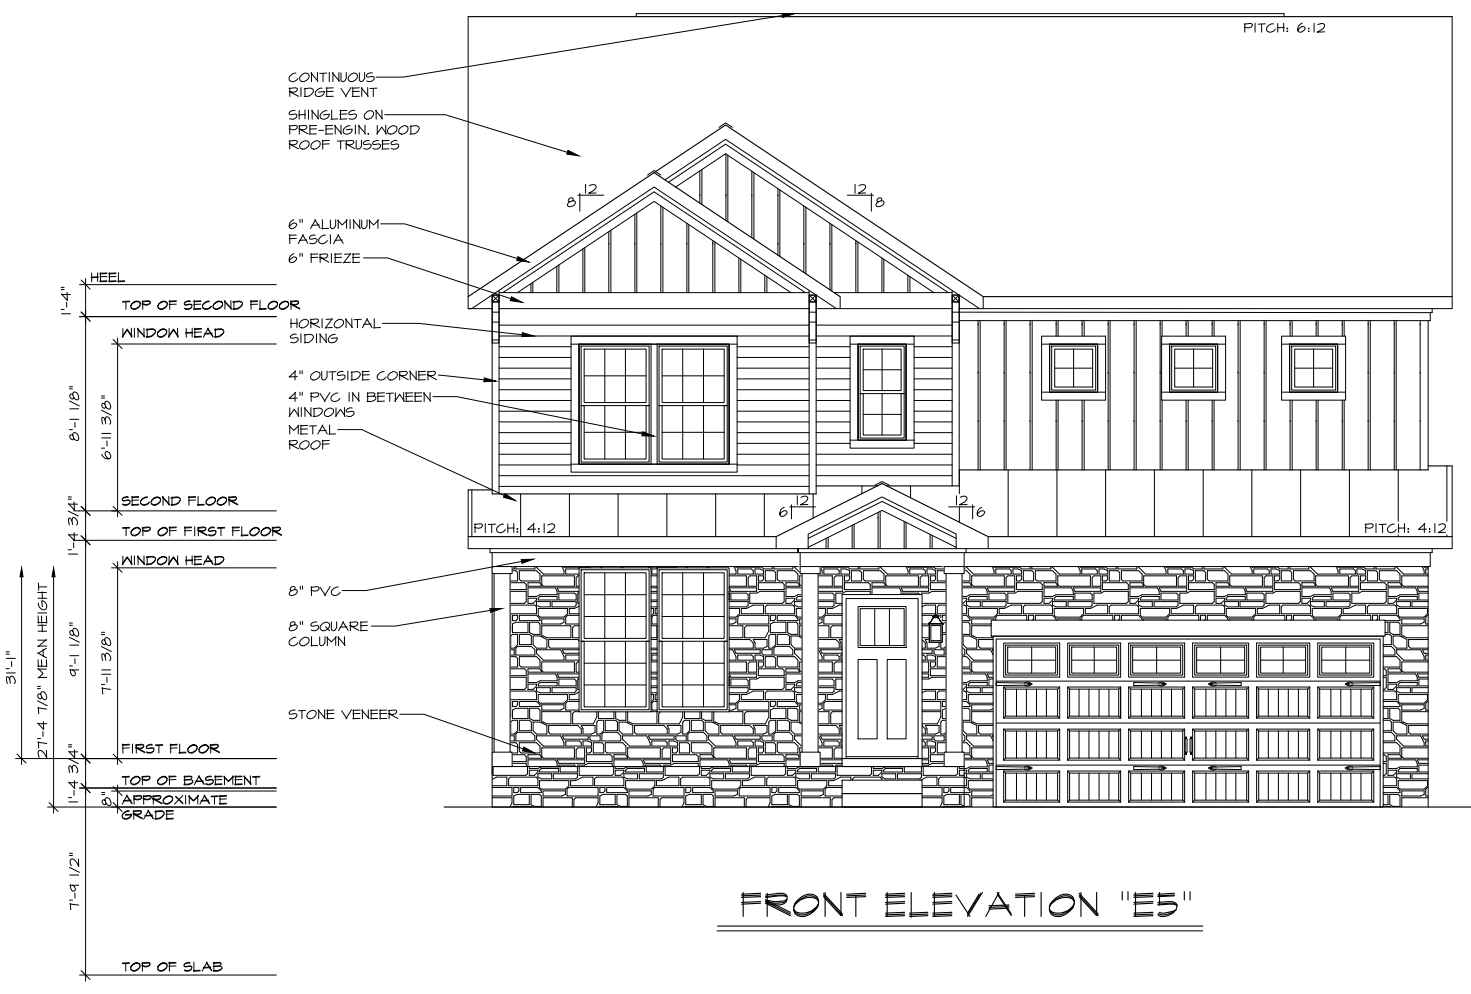 PITCH: 6:12
CONTINUOUS
RIDGE VENT
SHINGLES ON
PRE-ENGIN. WOOD
ROOF TRUSSES
12
8
12
8
6" ALUMINUM
FASCIA
6" FRIEZE
HEEL
1'-4"
TOP OF SECOND FLOOR
WINDOW HEAD
HORIZONTAL
SIDING
4" OUTSIDE CORNER
4" PVC IN BETWEEN
WINDOWS
METAL
ROOF
8'-1 1/8"
6'-11 3/8"
SECOND FLOOR
1'-4 3/4"
TOP OF FIRST FLOOR
12
6
12
6
PITCH: 4:12
PITCH: 4:12
WINDOW HEAD
8" PVC
8" SQUARE
COLUMN
31'-1"
27'-4 7/8" MEAN HEIGHT
9'-1 1/8"
7'-11 3/8"
STONE VENEER
FIRST FLOOR
1'-4 3/4"
TOP OF BASEMENT
8"
APPROXIMATE
GRADE
7'-9 1/2"
TOP OF SLAB
FRONT ELEVATION "E5"